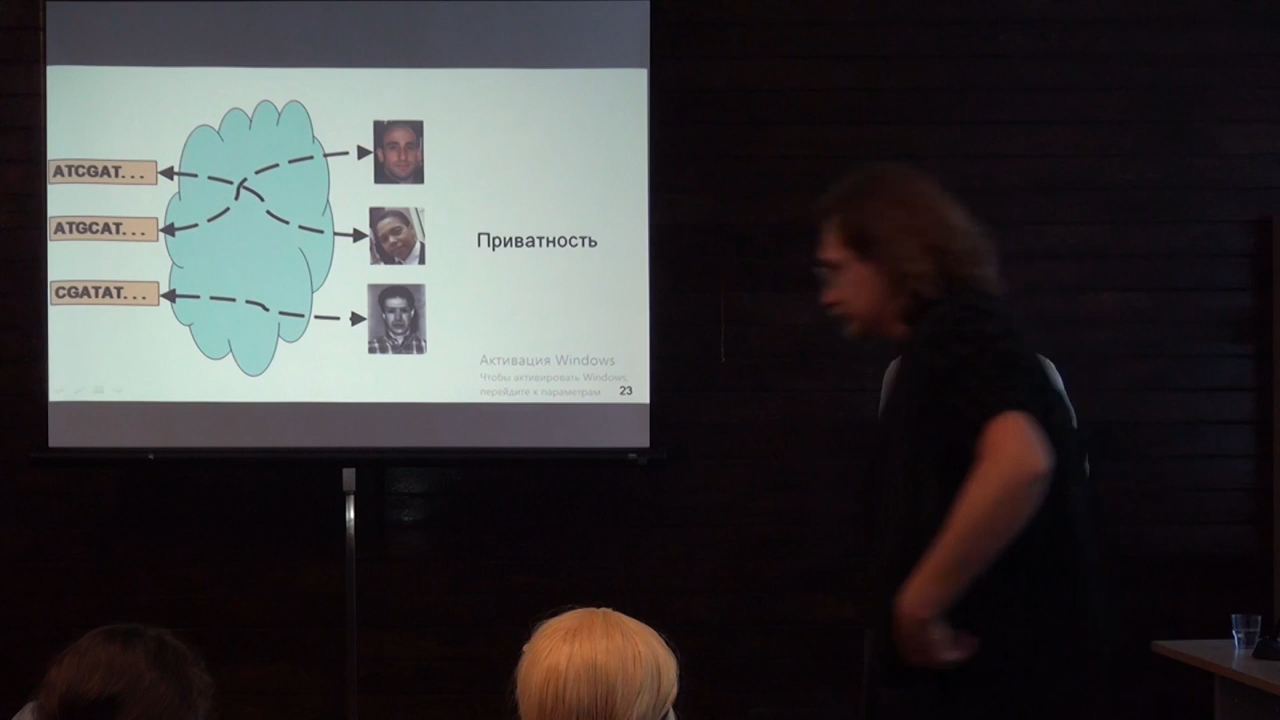 ATCGAT...
ATGCAT...
CGATAT...
Приватность
Активация Windows
Чтобы активировать Windows,
перейдите к параметрам
23